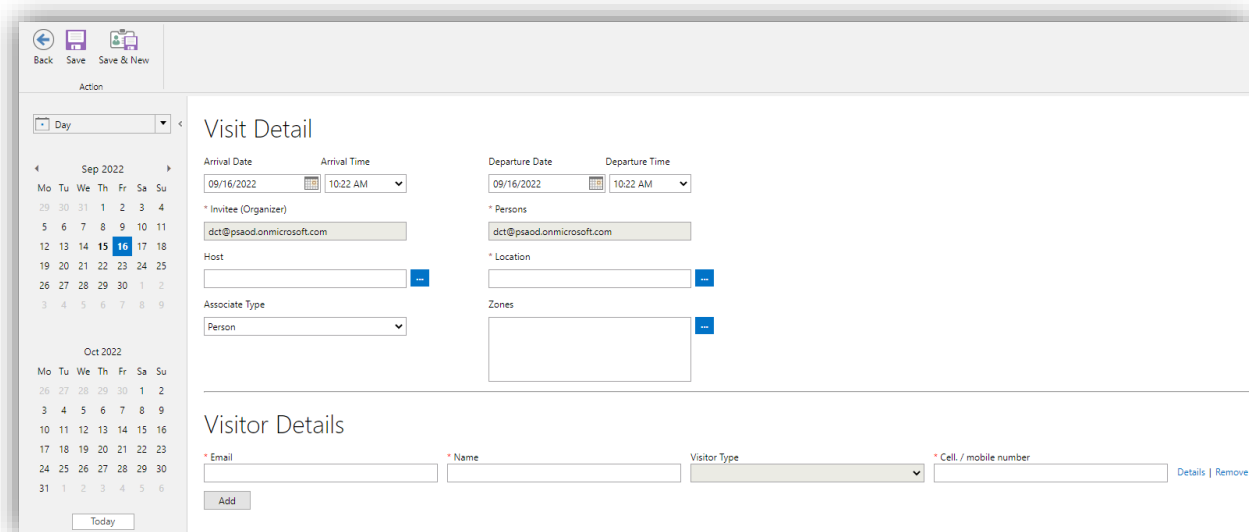 Back Save Save & New
Action
Day
Sep 2022
Mo Tu We Th Fr Sa Su
29 30 31 1 2 3 4
5 6 7 8 9 10 11
12 13 14 15 16 17 18
19 20 21 22 23 24 25
26 27 28 29 30 1 2
3 4 5 6 7 8 9
Oct 2022
Mo Tu We Th Fr Sa Su
26 27 28 29 30 1 2
3 4 5 6 7 8 9
10 11 12 13 14 15 16
17 18 19 20 21 22 23
24 25 26 27 28 29 30
31 1 2 3 4 5 6
Today
Visit Detail
Arrival Date Arrival Time Departure Date Departure Time
09/16/2022 10:22 AM 09/16/2022 10:22 AM
* Invitee (Organizer) * Persons
dct@psaod.onmicrosoft.com dct@psaod.onmicrosoft.com
Host * Location
... ...
Associate Type Zones
Person ...
Visitor Details
* Email * Name Visitor Type * Cell. / mobile number
Details | Remove
Add